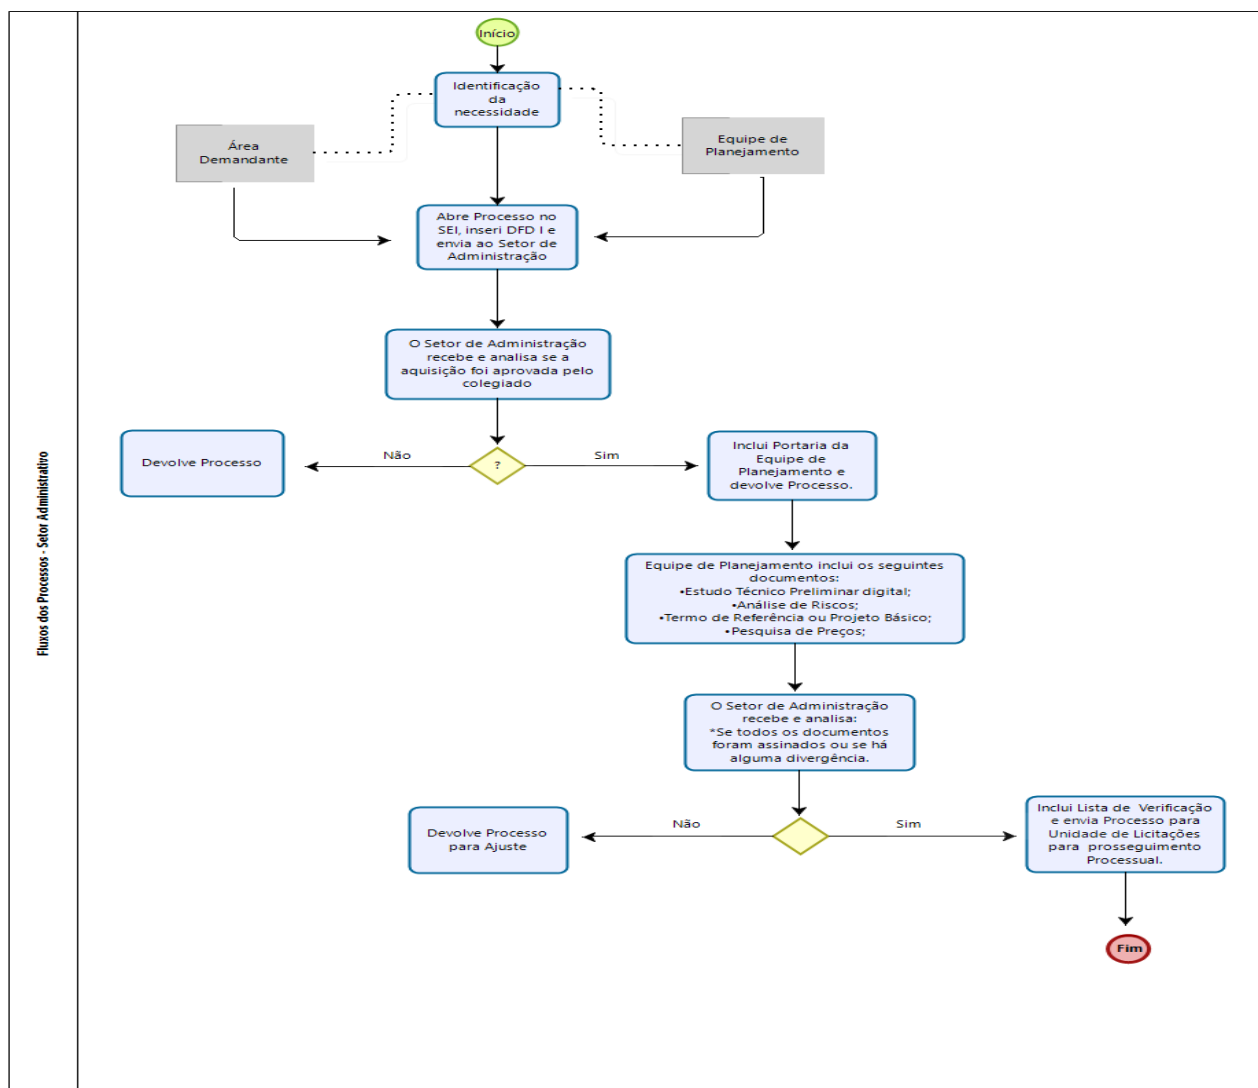 Fluxos dos Processos - Setor Administrativo
Início
Identificação
da
necessidade
Área
Demandante
Equipe de
Planejamento
Abre Processo no
SEI, inseri DFD I e
envia ao Setor de
Administração
O Setor de Administração
recebe e analisa se a
aquisição foi aprovada pelo
colegiado
Devolve Processo
Não
?
Sim
Inclui Portaria da
Equipe de
Planejamento e
devolve Processo.
Equipe de Planejamento inclui os seguintes
documentos:
•Estudo Técnico Preliminar digital;
•Análise de Riscos;
•Termo de Referência ou Projeto Básico;
•Pesquisa de Preços;
O Setor de Administração
recebe e analisa:
*Se todos os documentos
foram assinados ou se há
alguma divergência.
Devolve Processo
para Ajuste
Não
Sim
Inclui Lista de  Verificação
e envia Processo para
Unidade de Licitações
para  prosseguimento
Processual.
Fim